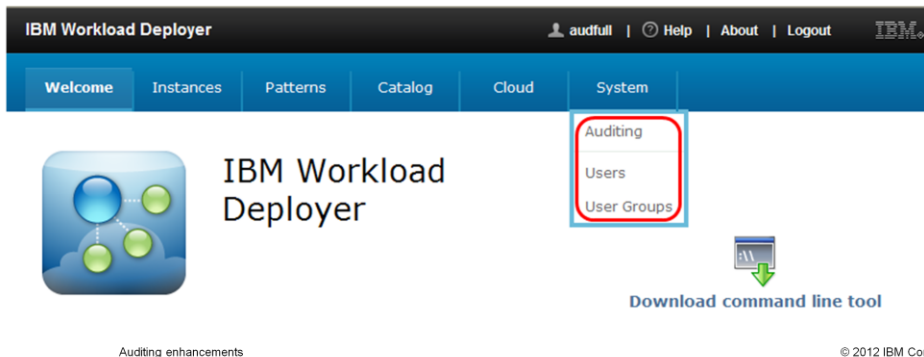 IBM Workload Deployer audfull | ? Help | About | Logout IBM®
Welcome Instances Patterns Catalog Cloud System
Auditing
Users
User Groups
IBM Workload
Deployer
:\\
Download command line tool
Auditing enhancements © 2012 IBM